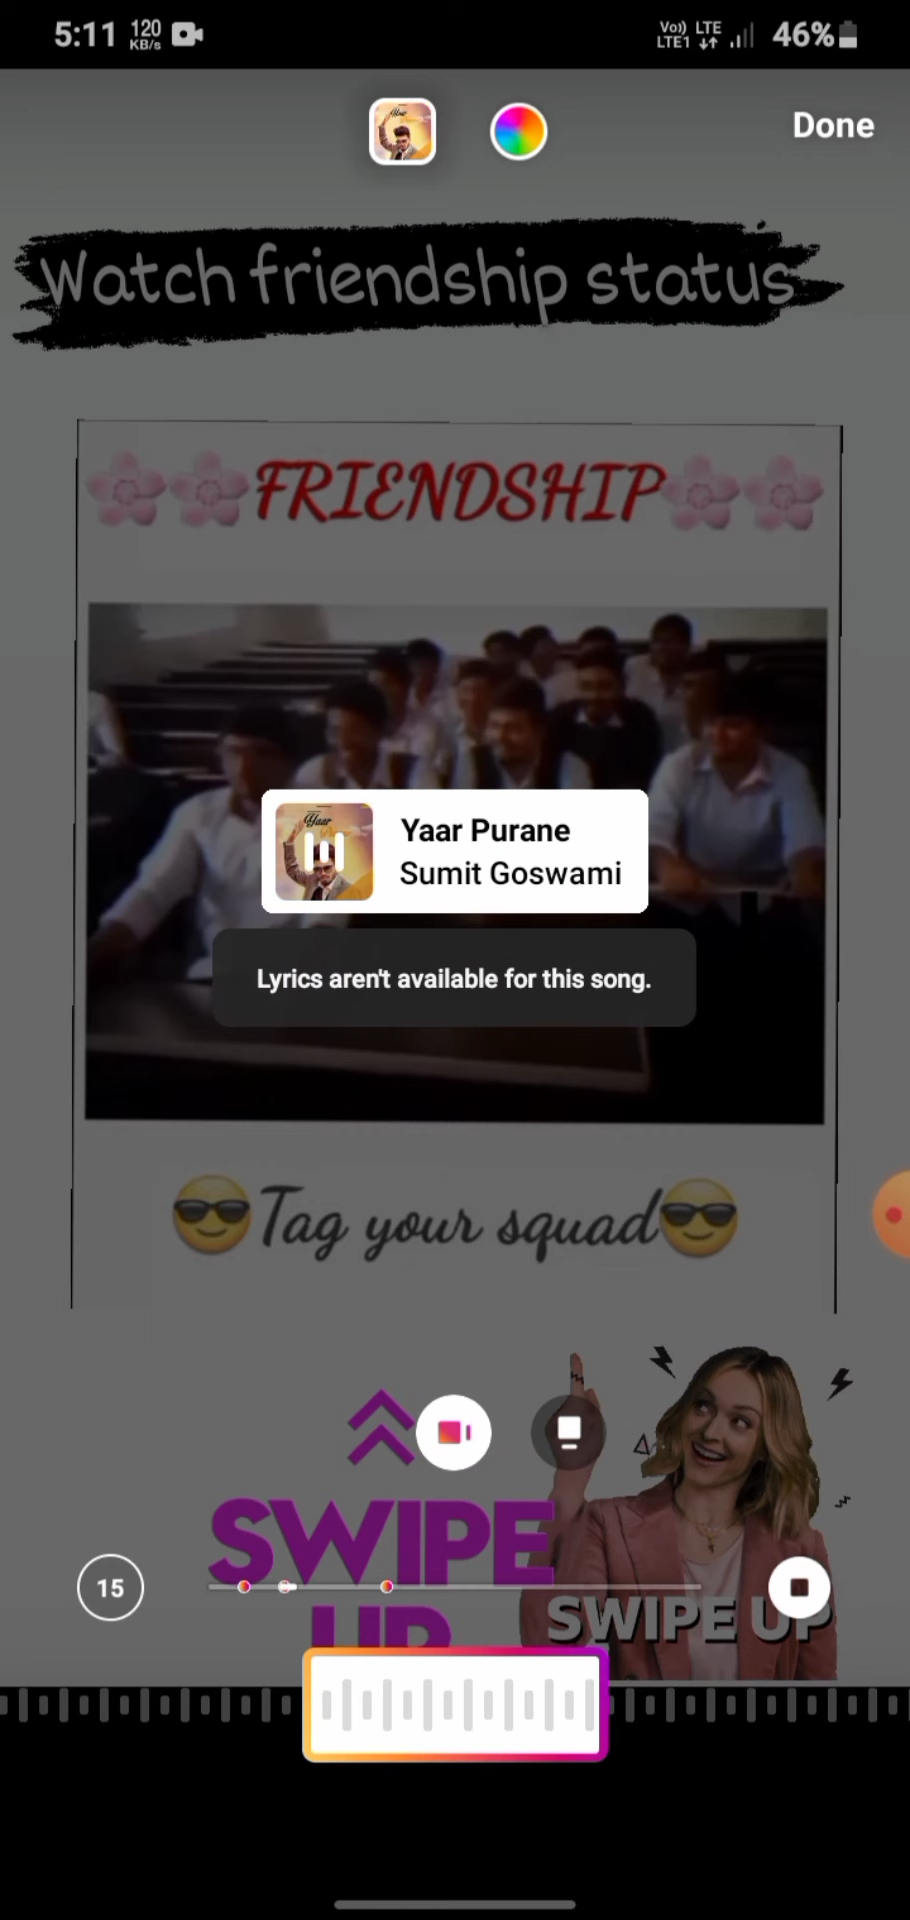 5:11 120 KB/s Vo)) LTE LTE1 46%
Done
Watch friendship status
FRIENDSHIP
Yaar Purane
Sumit Goswami
Lyrics aren't available for this song.
Tag your squad
SWIPE
UP
SWIPE UP
15